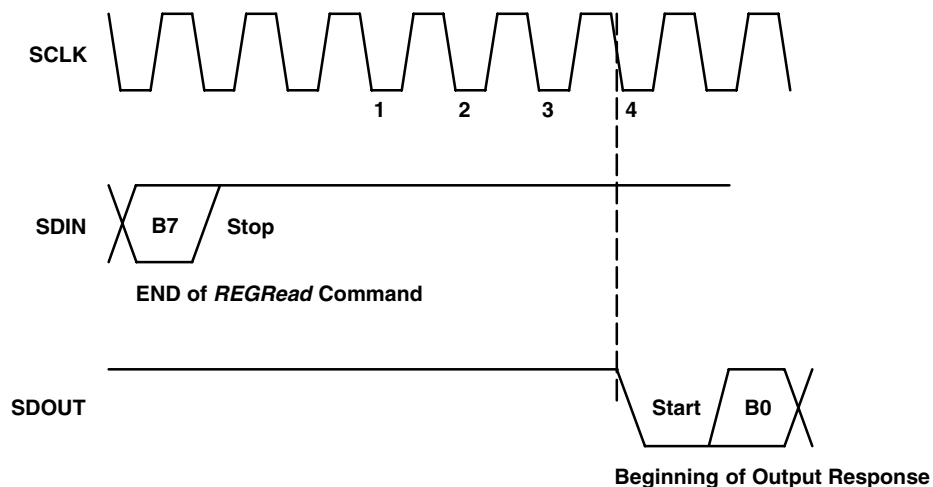 SCLK
1 2 3 4
SDIN B7 Stop
END of REGRead Command
SDOUT Start B0
Beginning of Output Response